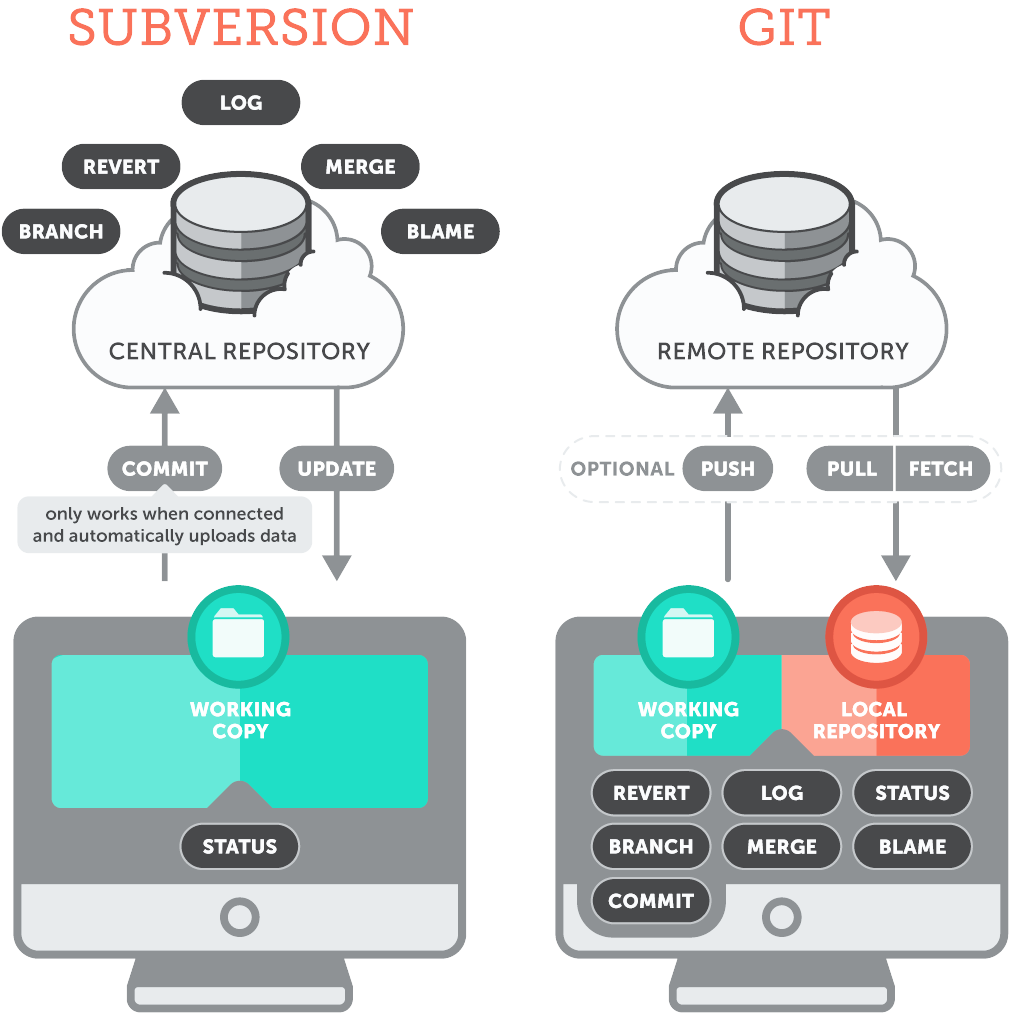 SUBVERSION
LOG
REVERT
MERGE
BRANCH
BLAME
CENTRAL REPOSITORY
COMMIT
UPDATE
only works when connected
and automatically uploads data
WORKING
COPY
STATUS
GIT
REMOTE REPOSITORY
OPTIONAL
PUSH
PULL
FETCH
WORKING
COPY
LOCAL
REPOSITORY
REVERT
LOG
STATUS
BRANCH
MERGE
BLAME
COMMIT